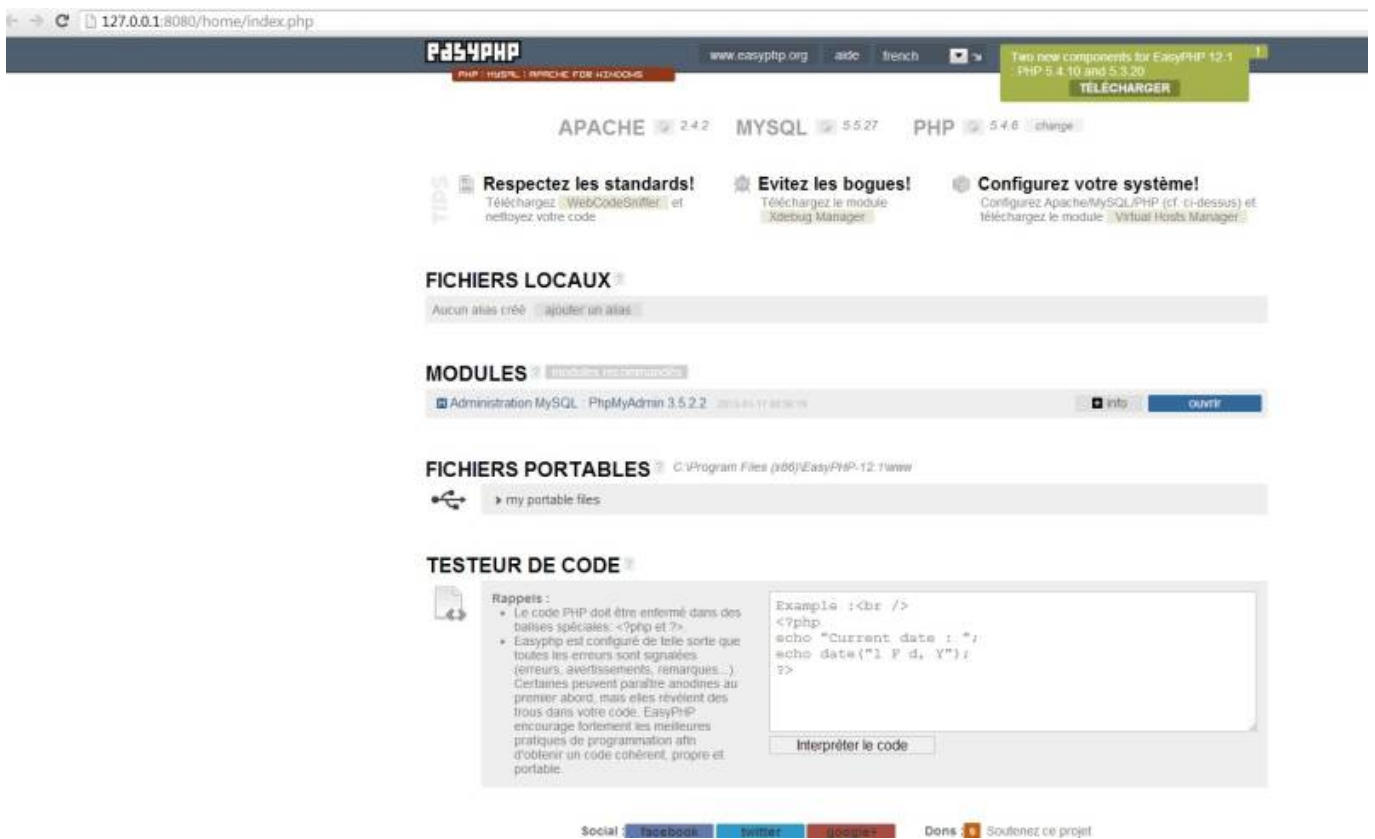 127.0.0.1:8080/home/index.php
easyPHP
PHP : MYSQL : APACHE FOR WINDOWS
www.easyphp.org aide french
Two new components for EasyPHP 12.1
: PHP 5.4.10 and 5.3.20
TÉLÉCHARGER
!
APACHE 2.4.2 MYSQL 5.5.27 PHP 5.4.6 change
TIPS
Respectez les standards!
Téléchargez WebCodeSniffer et
nettoyez votre code
Evitez les bogues!
Téléchargez le module
Xdebug Manager
Configurez votre système!
Configurez Apache/MySQL/PHP (cf. ci-dessus) et
téléchargez le module Virtual Hosts Manager
FICHIERS LOCAUX ?
Aucun alias créé ajouter un alias
MODULES ? modules recommandés
Administration MySQL : PhpMyAdmin 3.5.2.2
info ouvrir
FICHIERS PORTABLES ? C:\Program Files (x86)\EasyPHP-12.1\www
my portable files
TESTEUR DE CODE ?
Rappels :
• Le code PHP doit être enfermé dans des
balises spéciales: <?php et ?>.
• Easyphp est configuré de telle sorte que
toutes les erreurs sont signalées
(erreurs, avertissements, remarques...)
Certaines peuvent paraître anodines au
premier abord, mais elles révèlent des
trous dans votre code. EasyPHP
encourage fortement les meilleures
pratiques de programmation afin
d'obtenir un code cohérent, propre et
portable.
Example :<br />
<?php
echo "Current date : ";
echo date("l F d, Y");
?>
Interpréter le code
Social : facebook twitter google+ Dons : Soutenez ce projet